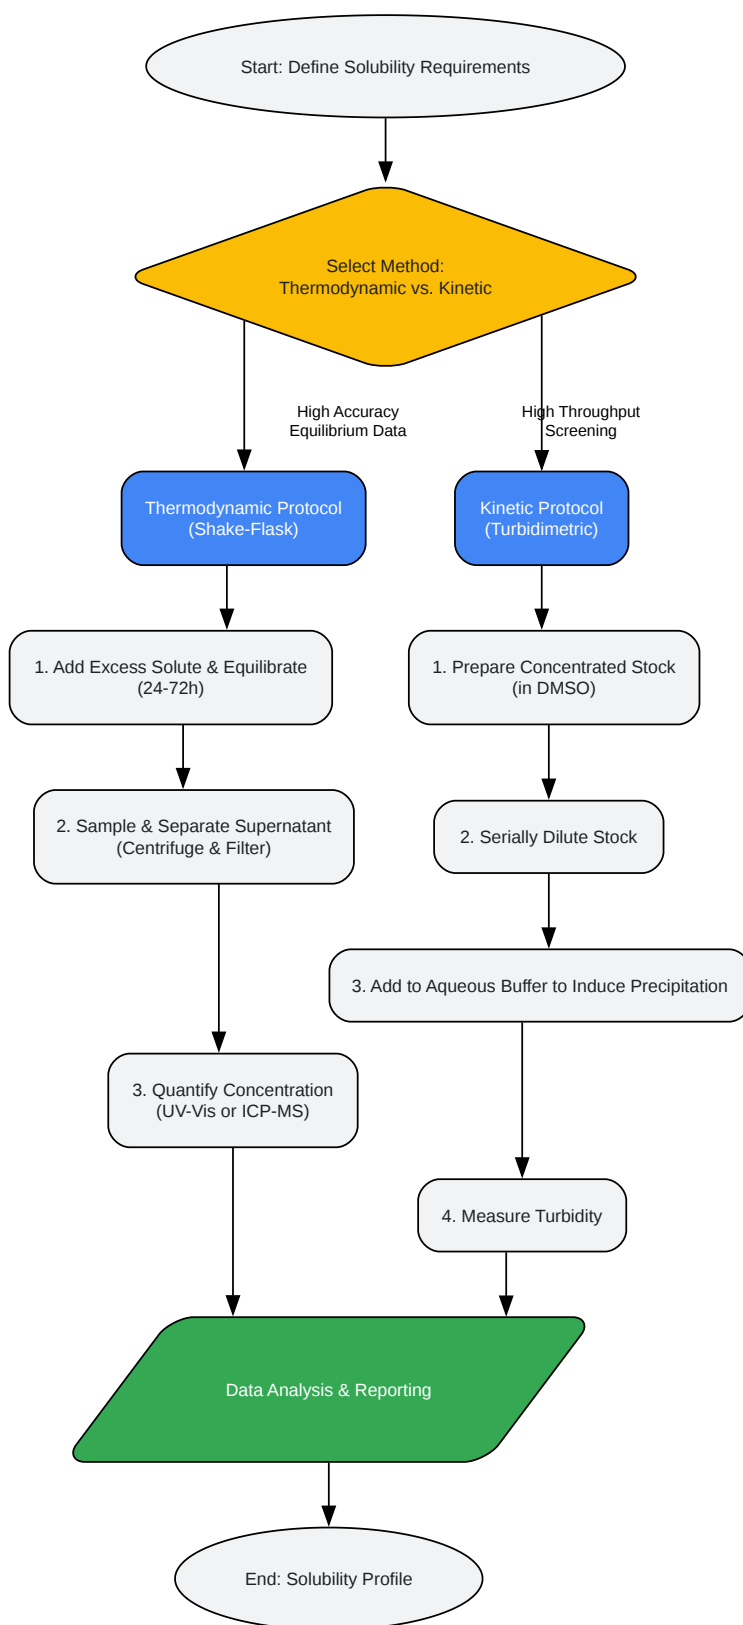 Start: Define Solubility Requirements
Select Method:
Thermodynamic vs. Kinetic
High Accuracy
Equilibrium Data
High Throughput
Screening
Thermodynamic Protocol
(Shake-Flask)
Kinetic Protocol
(Turbidimetric)
1. Add Excess Solute & Equilibrate
(24-72h)
1. Prepare Concentrated Stock
(in DMSO)
2. Sample & Separate Supernatant
(Centrifuge & Filter)
2. Serially Dilute Stock
3. Add to Aqueous Buffer to Induce Precipitation
3. Quantify Concentration
(UV-Vis or ICP-MS)
4. Measure Turbidity
Data Analysis & Reporting
End: Solubility Profile